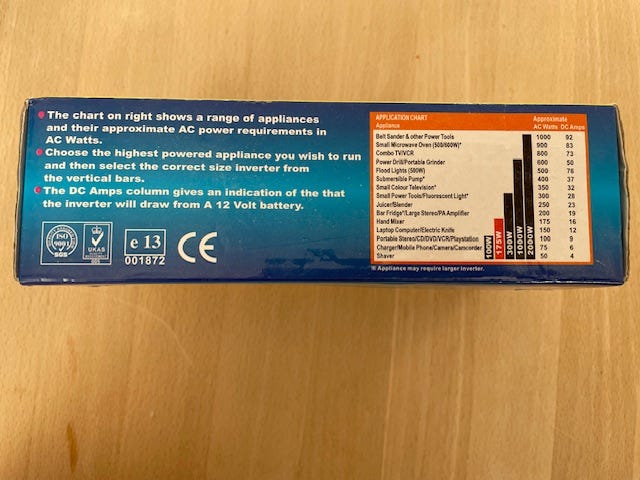 The chart on right shows a range of appliances
and their approximate AC power requirements in
AC Watts.
Choose the highest powered appliance you wish to run
and then select the correct size inverter from
the vertical bars.
The DC Amps column gives an indication of the that
the inverter will draw from A 12 Volt battery.
ISO
9001
SGS
UKAS
005
e 13
001872
CE
APPLICATION CHART Approximate
Appliance AC Watts DC Amps
Belt Sander & other Power Tools 1000 92
Small Microwave Oven (500/600W)* 900 83
Combo TV/VCR 800 73
Power Drill/Portable Grinder 600 50
Flood Lights (500W) 500 76
Submersible Pump* 400 37
Small Colour Television* 350 32
Small Power Tools/Fluorescent Light* 300 28
Juicer/Blender 250 23
Bar Fridge*/Large Stereo/PA Amplifier 200 19
Hand Mixer 175 16
Laptop Computer/Electric Knife 150 12
Portable Stereo/CD/DVD/VCR/Playstation 100 9
Charger/Mobile Phone/Camera/Camcorder 75 6
Shaver 50 4
100W
175W
300W
1000W
2000W
Appliance may require larger inverter.